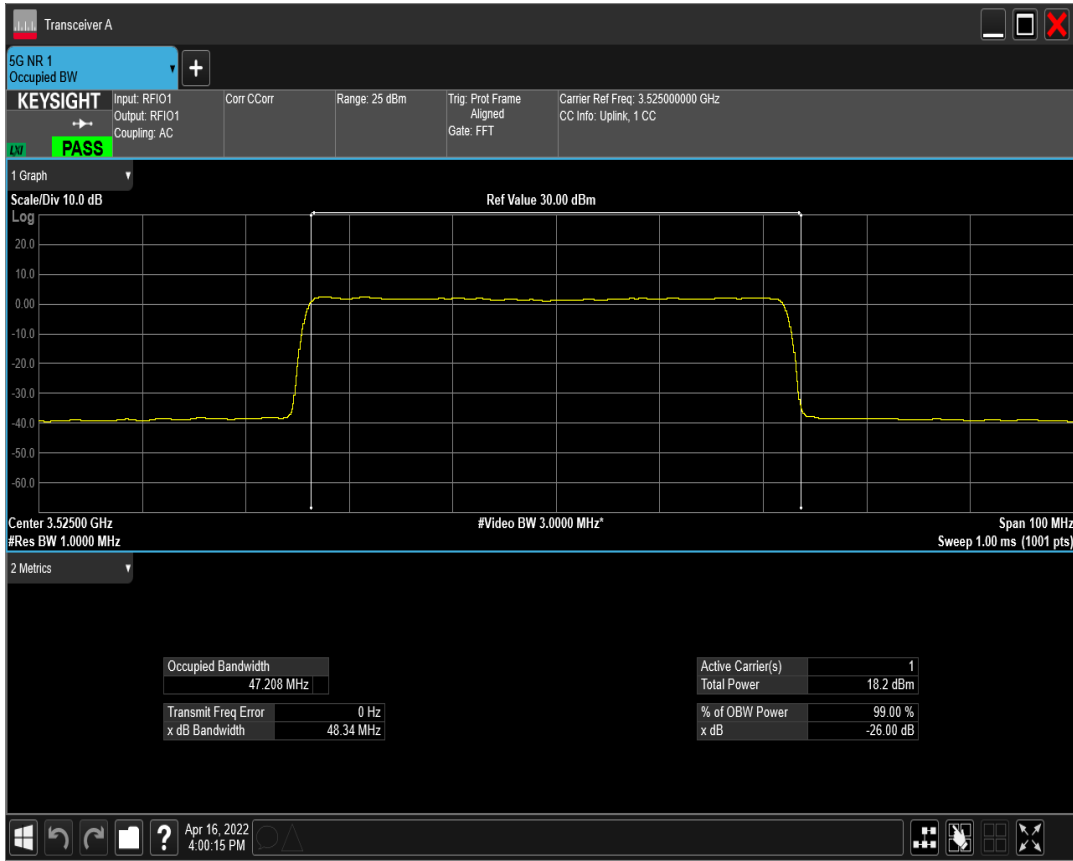 Transceiver A
5G NR 1
Occupied BW
KEYSIGHT
LXI
PASS
Input: RFIO1
Output: RFIO1
Coupling: AC
Corr CCorr
Range: 25 dBm
Trig: Prot Frame
Aligned
Gate: FFT
Carrier Ref Freq: 3.525000000 GHz
CC Info: Uplink, 1 CC
1 Graph
Scale/Div 10.0 dB
Ref Value 30.00 dBm
Log
20.0
10.0
0.00
-10.0
-20.0
-30.0
-40.0
-50.0
-60.0
Center 3.52500 GHz
#Video BW 3.0000 MHz*
Span 100 MHz
#Res BW 1.0000 MHz
Sweep 1.00 ms (1001 pts)
2 Metrics
Occupied Bandwidth
47.208 MHz
Transmit Freq Error 0 Hz
x dB Bandwidth 48.34 MHz
Active Carrier(s) 1
Total Power 18.2 dBm
% of OBW Power 99.00 %
x dB -26.00 dB
?
Apr 16, 2022
4:00:15 PM